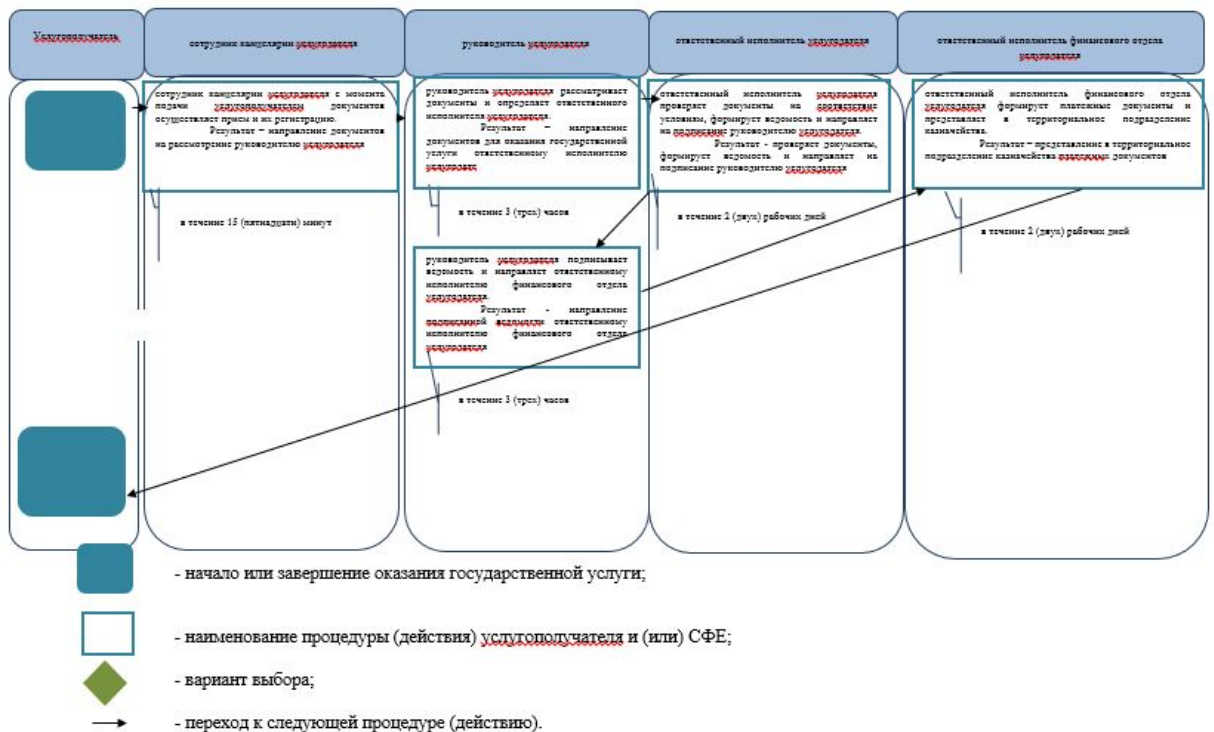 Услугополучатель
сотрудник канцелярии услугодателя
руководитель услугодателя
ответственный исполнитель услугодателя
ответственный исполнитель финансового отдела
услугодателя
сотрудник канцелярии услугодателя с момента
подачи услугополучателем документов
осуществляет прием и их регистрацию.
Результат – направление документов
на рассмотрение руководителю услугодателя
в течение 15 (пятнадцати) минут
руководитель услугодателя рассматривает
документы и определяет ответственного
исполнителя услугодателя.
Результат – направление
документов для оказания государственной
услуги ответственному исполнителю
услугодате
в течение 3 (трех) часов
ответственный исполнитель услугодателя
проверяет документы на соответствие
условиям, формирует ведомость и направляет
на подписание руководителю услугодателя.
Результат - проверяет документы,
формирует ведомость и направляет на
подписание руководителю услугодателя
в течение 2 (двух) рабочих дней
руководитель услугодателя подписывает
ведомость и направляет ответственному
исполнителю финансового отдела
услугодателя.
Результат - направление
подписанной ведомости ответственному
исполнителю финансового отдела
услугодателя
в течение 3 (трех) часов
ответственный исполнитель финансового отдела
услугодателя формирует платежные документы и
представляет в территориальное подразделение
казначейства.
Результат – представление в территориальное
подразделение казначейства платежных документов
в течение 2 (двух) рабочих дней
- начало или завершение оказания государственной услуги;
- наименование процедуры (действия) услугополучателя и (или) СФЕ;
- вариант выбора;
- переход к следующей процедуре (действию).